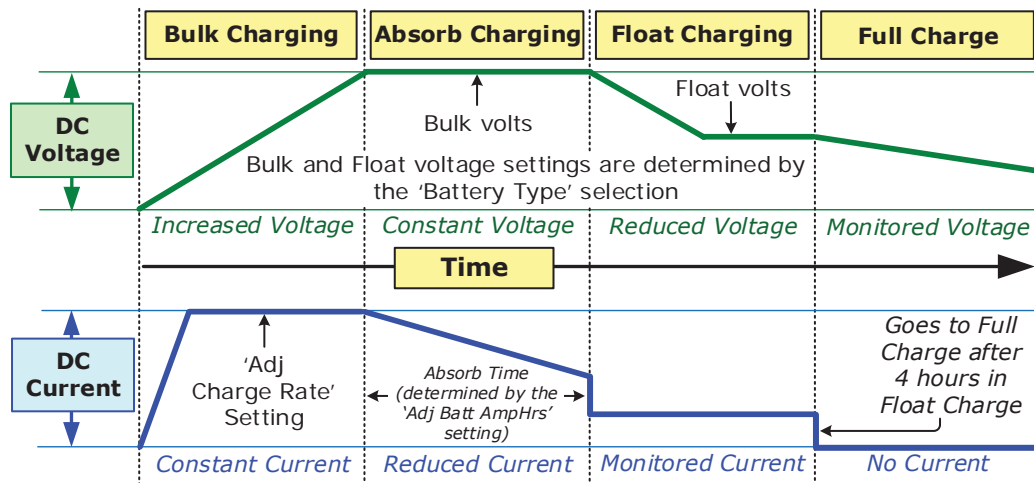 Bulk Charging
Absorb Charging
Float Charging
Full Charge
DC
Voltage
Bulk volts
Float volts
Bulk and Float voltage settings are determined by
the ‘Battery Type’ selection
Increased Voltage
Constant Voltage
Reduced Voltage
Monitored Voltage
Time
DC
Current
‘Adj
Charge Rate’
Setting
Absorb Time
(determined by the
‘Adj Batt AmpHrs’
setting)
Goes to Full
Charge after
4 hours in
Float Charge
Constant Current
Reduced Current
Monitored Current
No Current